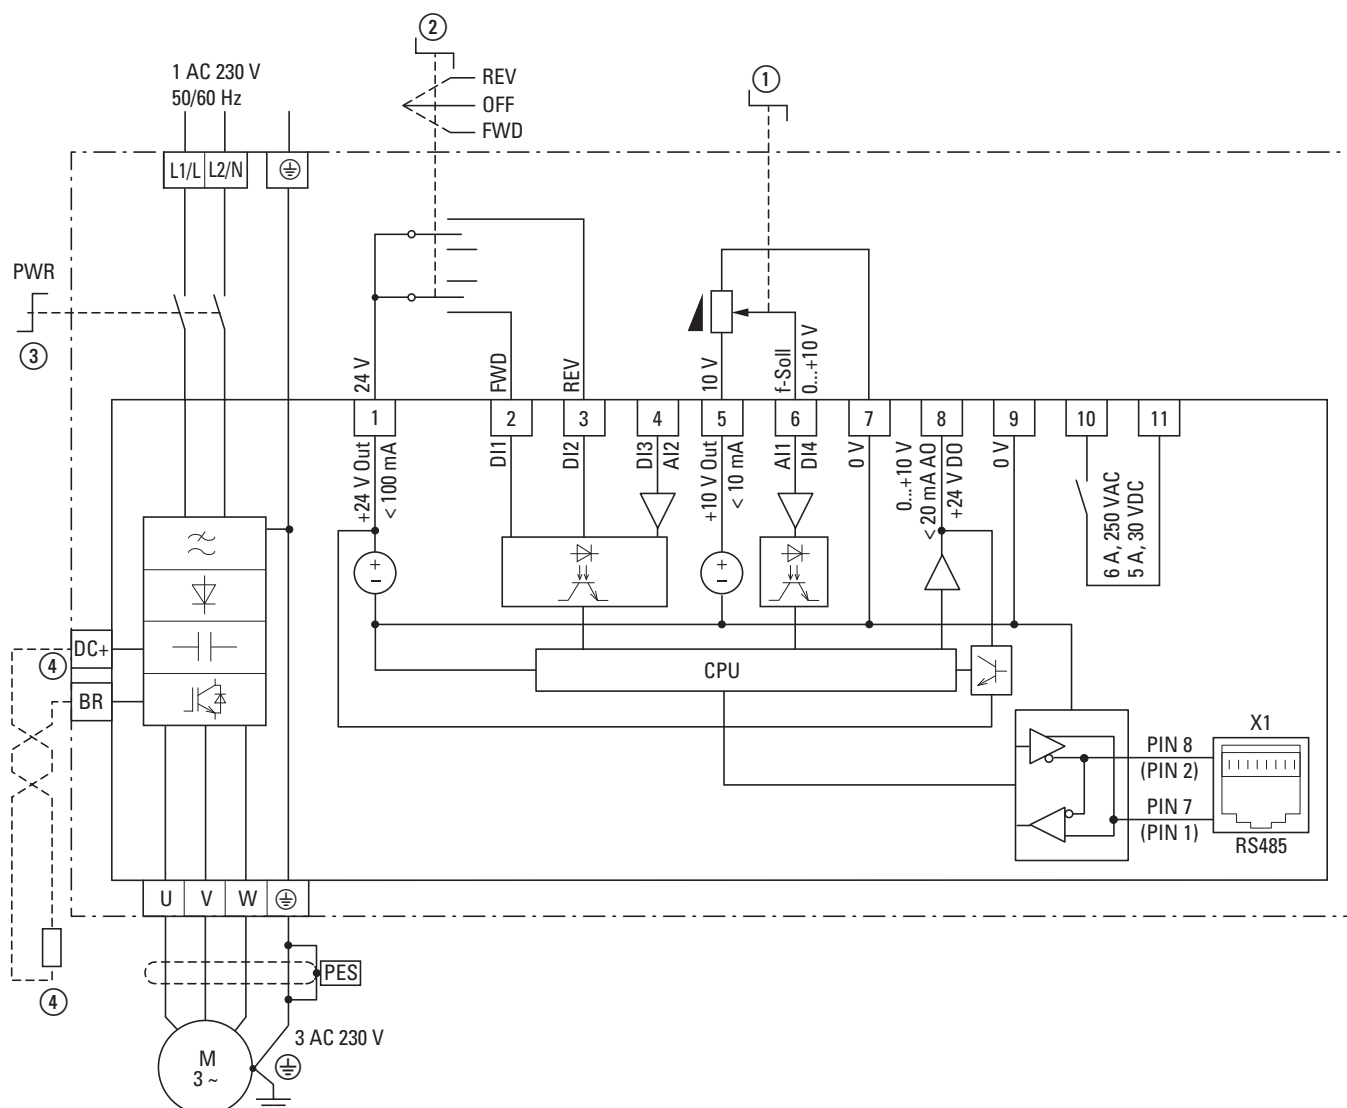 ②
1 AC 230 V
50/60 Hz
REV
OFF
FWD
①
L1/L
L2/N
PWR
③
24 V
FWD
REV
10 V
f-Soll
0...+10 V
1
2
3
4
5
6
7
8
9
10
11
+24 V Out
< 100 mA
DI1
DI2
DI3
AI2
+10 V Out
< 10 mA
AI1
DI4
0 V
0...+10 V
< 20 mA AO
+24 V DO
0 V
6 A, 250 VAC
5 A, 30 VDC
+
−
+
−
DC+
④
BR
CPU
X1
PIN 8
(PIN 2)
PIN 7
(PIN 1)
RS485
U
V
W
PES
④
3 AC 230 V
M
3 ~